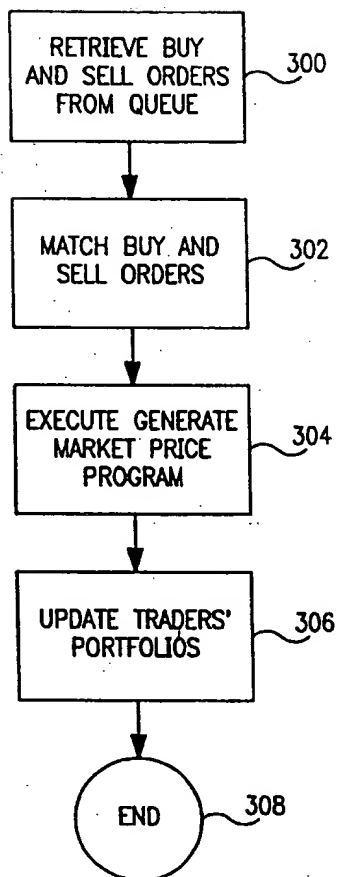 RETRIEVE BUY
AND SELL ORDERS
FROM QUEUE
300
MATCH BUY AND
SELL ORDERS
302
EXECUTE GENERATE
MARKET PRICE
PROGRAM
304
UPDATE TRADERS'
PORTFOLIOS
306
END
308